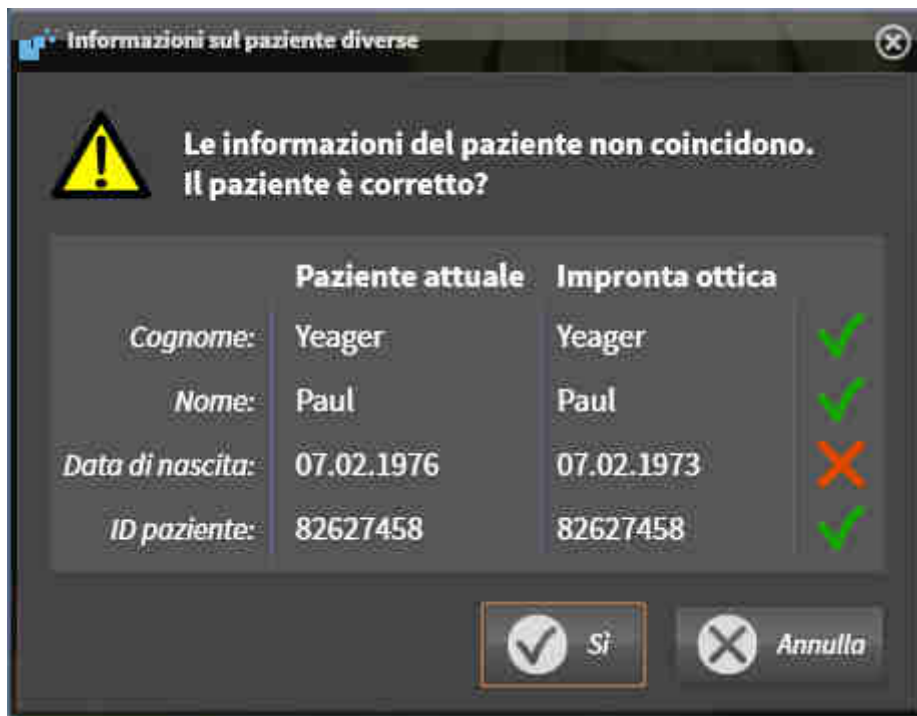 Informazioni sul paziente diverse
Le informazioni del paziente non coincidono.
Il paziente è corretto?
Paziente attuale Impronta ottica
Cognome: Yeager Yeager
Nome: Paul Paul
Data di nascita: 07.02.1976 07.02.1973
ID paziente: 82627458 82627458
Sì Annulla